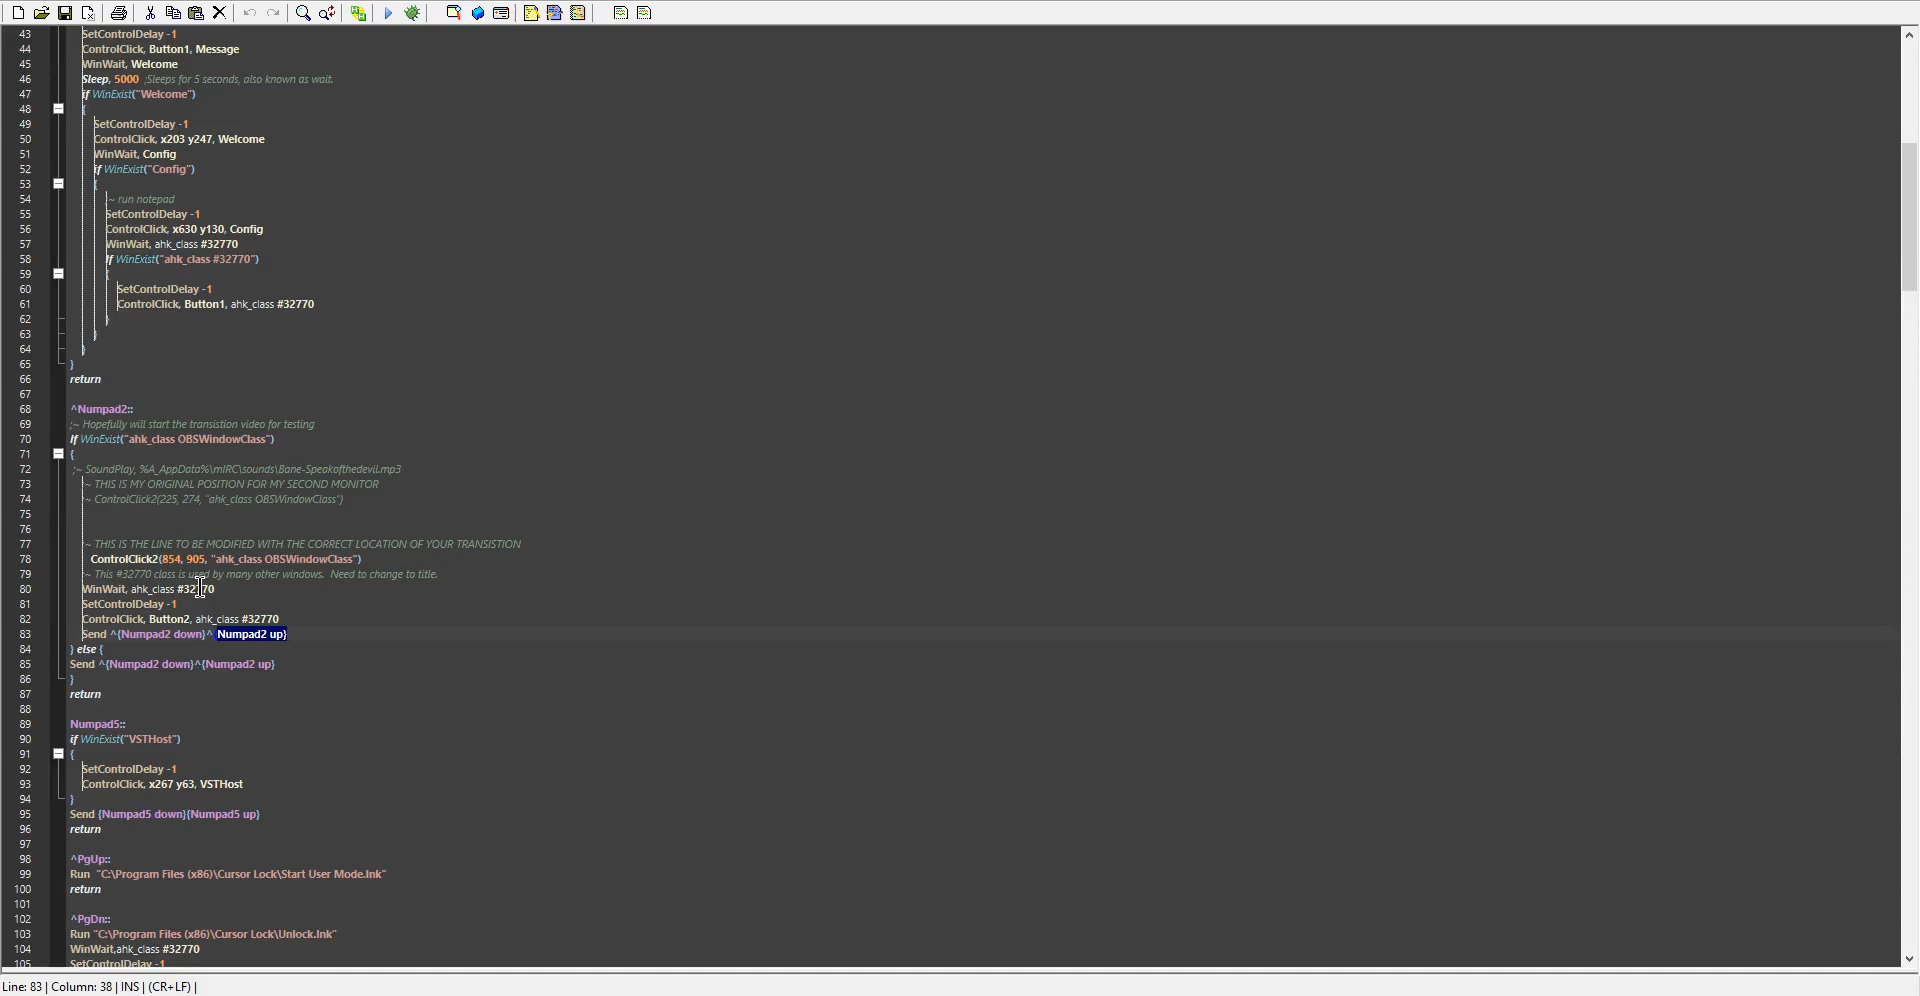 43 SetControlDelay -1
44 ControlClick, Button1, Message
45 WinWait, Welcome
46 Sleep, 5000 ;Sleeps for 5 seconds, also known as wait.
47 if WinExist("Welcome")
48 {
49 SetControlDelay -1
50 ControlClick, x203 y247, Welcome
51 WinWait, Config
52 if WinExist("Config")
53 {
54 ;~ run notepad
55 SetControlDelay -1
56 ControlClick, x630 y130, Config
57 WinWait, ahk_class #32770
58 If WinExist("ahk_class #32770")
59 {
60 SetControlDelay -1
61 ControlClick, Button1, ahk_class #32770
62 }
63 }
64 }
65 }
66 return
67
68 ^Numpad2::
69 ;~ Hopefully will start the transistion video for testing
70 If WinExist("ahk_class OBSWindowClass")
71 {
72 ;~ SoundPlay, %A_AppData%\mIRC\sounds\Bane-Speakofthedevil.mp3
73 ;~ THIS IS MY ORIGINAL POSITION FOR MY SECOND MONITOR
74 ;~ ControlClick2(225, 274, "ahk_class OBSWindowClass")
75
76
77 ;~ THIS IS THE LINE TO BE MODIFIED WITH THE CORRECT LOCATION OF YOUR TRANSISTION
78 ControlClick2(854, 905, "ahk_class OBSWindowClass")
79 ;~ This #32770 class is used by many other windows. Need to change to title.
80 WinWait, ahk_class #32770
81 SetControlDelay -1
82 ControlClick, Button2, ahk_class #32770
83 Send ^{Numpad2 down}^{Numpad2 up}
84 } else {
85 Send ^{Numpad2 down}^{Numpad2 up}
86 }
87 return
88
89 Numpad5::
90 if WinExist("VSTHost")
91 {
92 SetControlDelay -1
93 ControlClick, x267 y63, VSTHost
94 }
95 Send {Numpad5 down}{Numpad5 up}
96 return
97
98 ^PgUp::
99 Run "C:\Program Files (x86)\Cursor Lock\Start User Mode.lnk"
100 return
101
102 ^PgDn::
103 Run "C:\Program Files (x86)\Cursor Lock\Unlock.lnk"
104 WinWait,ahk_class #32770
105 SetControlDelay -1
Line: 83 | Column: 38 | INS | (CR+LF) |